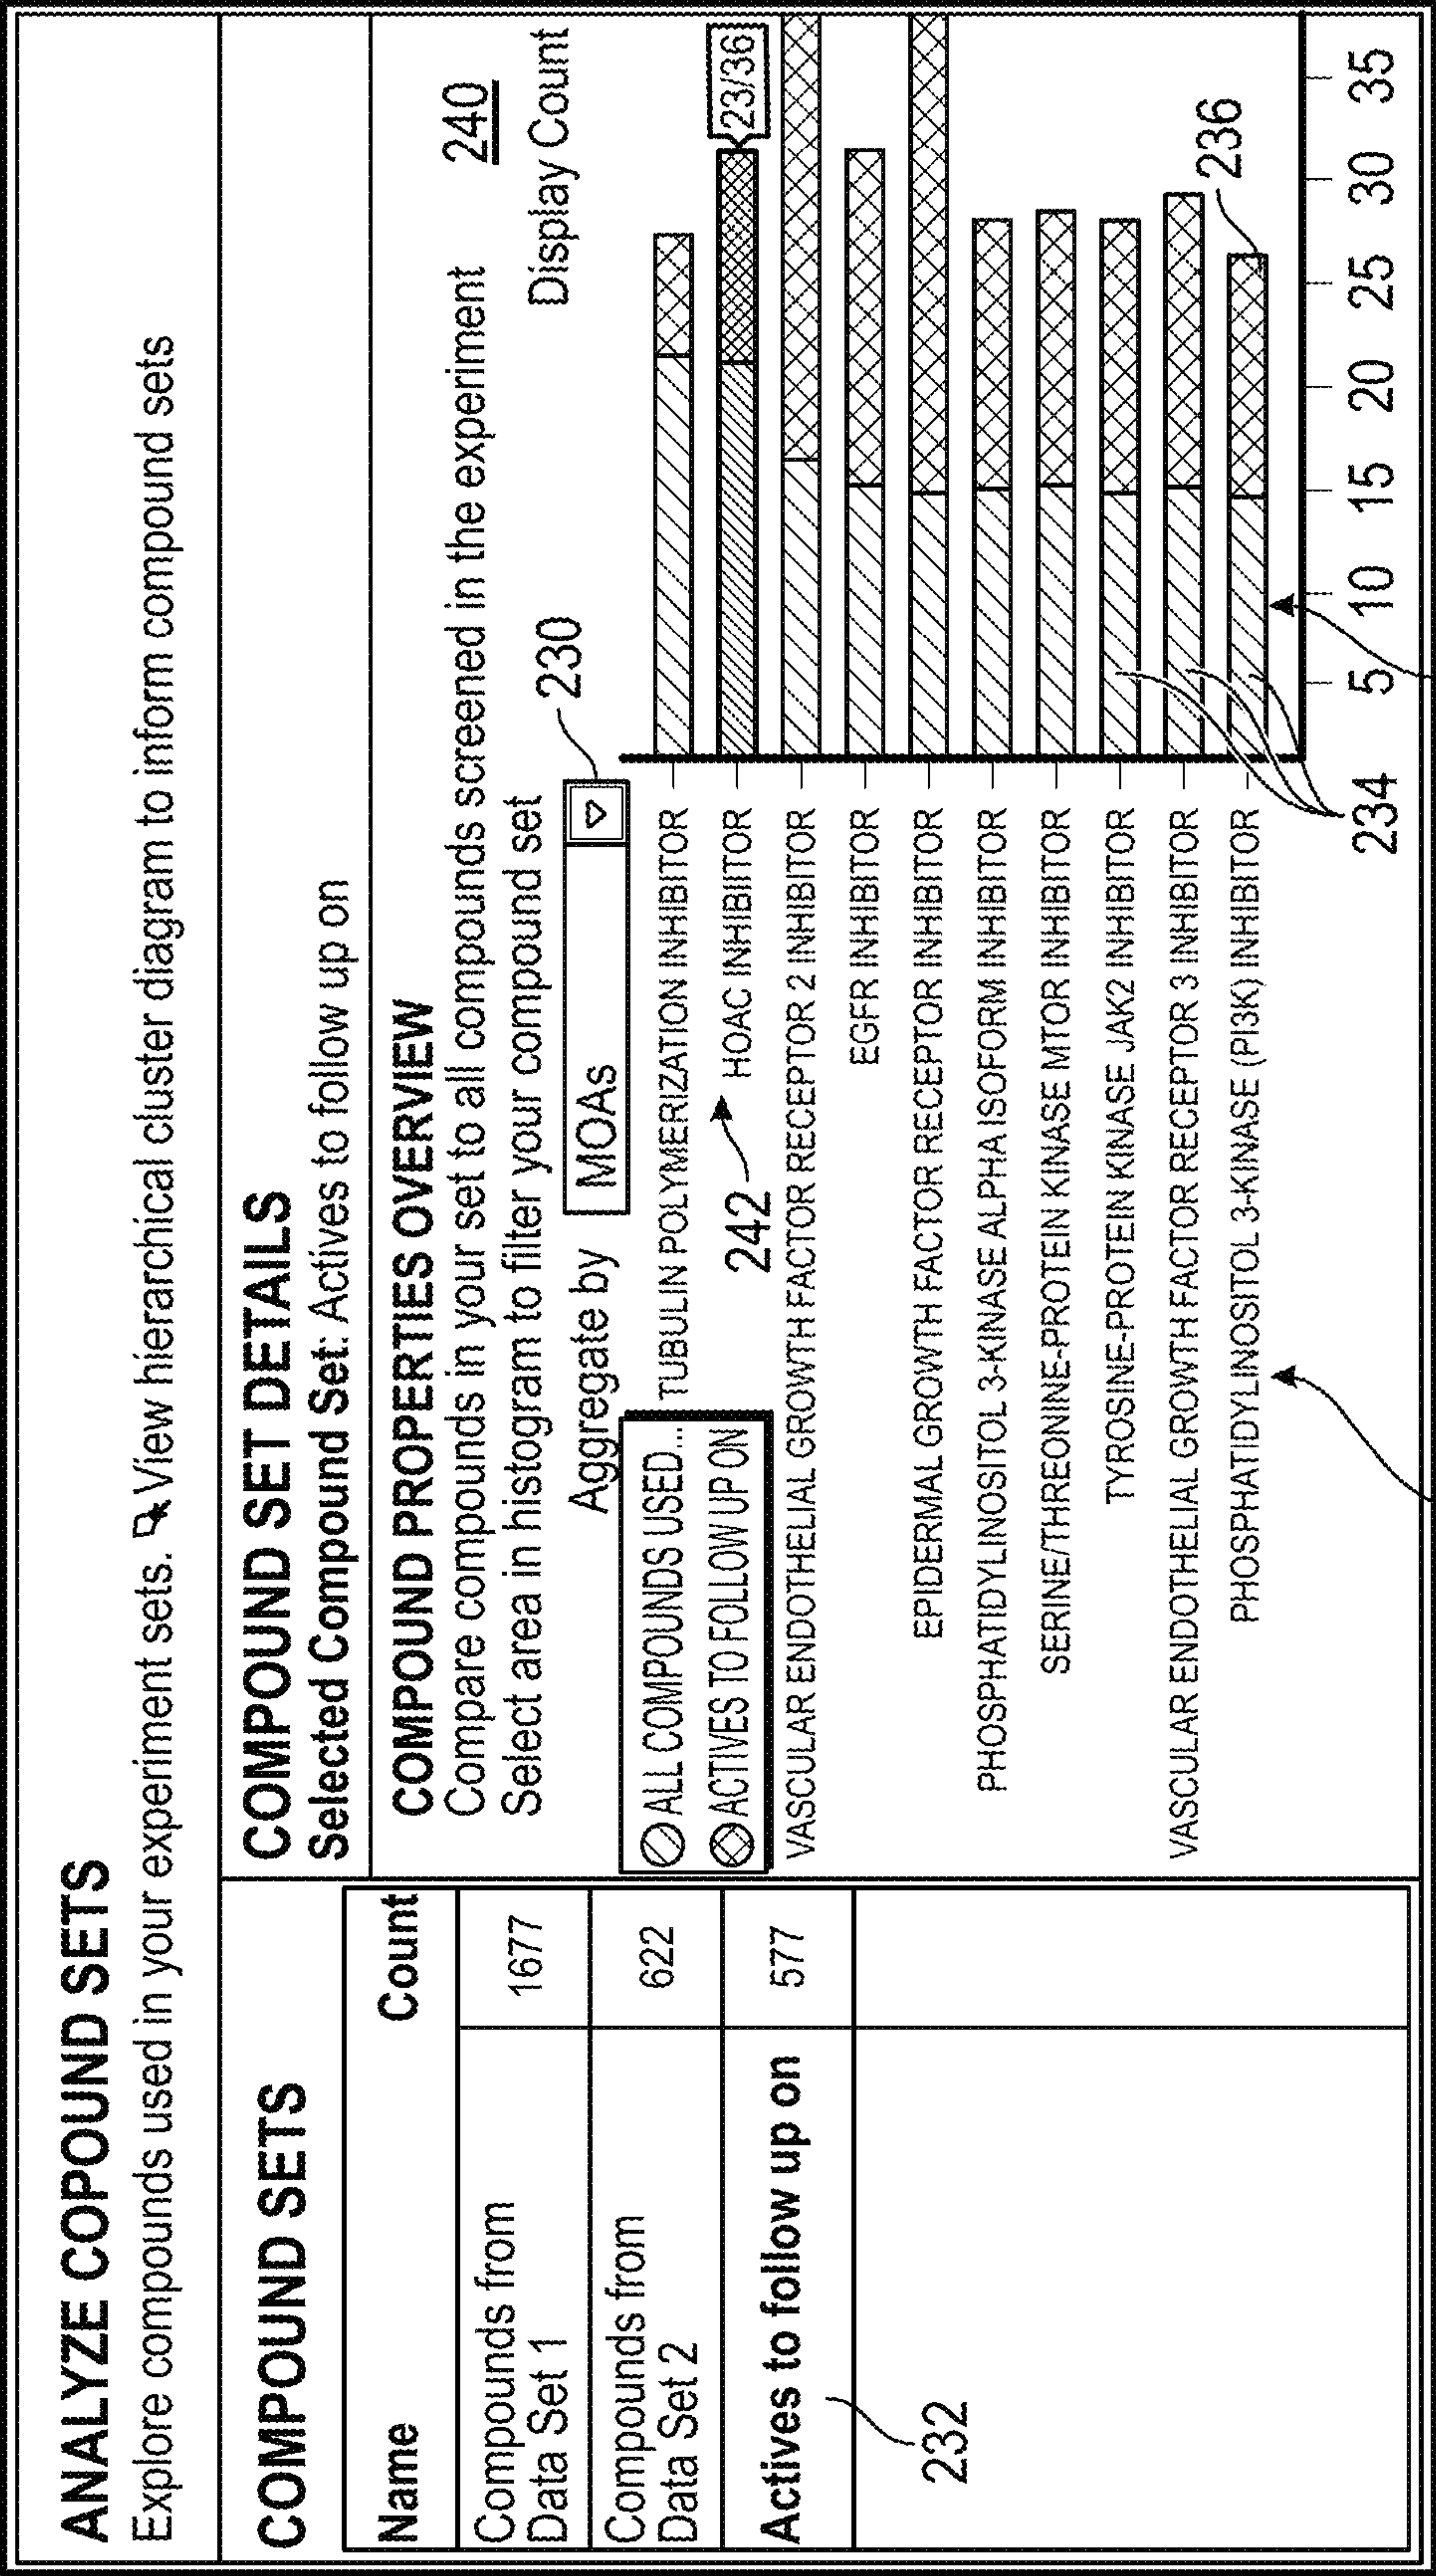 ANALYZE COPOUND SETS
Explore compounds used in your experiment sets. View hierarchical cluster diagram to inform compound sets
COMPOUND SETS
Name Count
Compounds from
Data Set 1
1677
Compounds from
Data Set 2
622
Actives to follow up on 577
232
COMPOUND SET DETAILS
Selected Compound Set: Actives to follow up on
COMPOUND PROPERTIES OVERVIEW
Compare compounds in your set to all compounds screened in the experiment
Select area in histogram to filter your compound set
240
Aggregate by MOAs
230
Display Count
ALL COMPOUNDS USED...
ACTIVES TO FOLLOW UP ON
TUBULIN POLYMERIZATION INHIBITOR
242
HOAC INHIBIITOR
23/36
VASCULAR ENDOTHELIAL GROWTH FACTOR RECEPTOR 2 INHIBITOR
EGFR INHIBITOR
EPIDERMAL GROWTH FACTOR RECEPTOR INHIBITOR
PHOSPHATIDYLINOSITOL 3-KINASE ALPHA ISOFORM INHIBITOR
SERINE/THREONINE-PROTEIN KINASE MTOR INHIBITOR
TYROSINE-PROTEIN KINASE JAK2 INHIBITOR
VASCULAR ENDOTHELIAL GROWTH FACTOR RECEPTOR 3 INHIBITOR
PHOSPHATIDYLINOSITOL 3-KINASE (PI3K) INHIBITOR
236
234
5 10 15 20 25 30 35